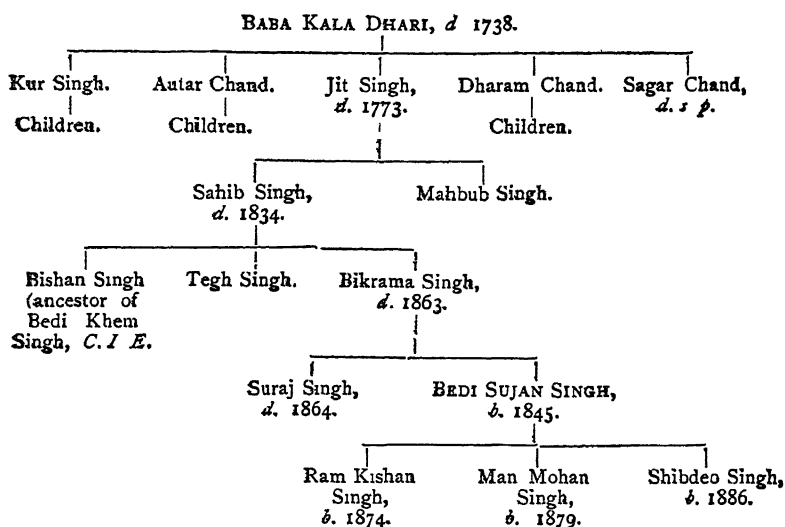 BABA KALA DHARI, d 1738.
Kur Singh. Autar Chand. Jit Singh, Dharam Chand. Sagar Chand,
d. 1773. d. s p.
Children. Children. Children.
Sahib Singh, Mahbub Singh.
d. 1834.
Bishan Singh Tegh Singh. Bikrama Singh,
(ancestor of d. 1863.
Bedi Khem
Singh, C. I E.
Suraj Singh, BEDI SUJAN SINGH,
d. 1864. b. 1845.
Ram Kishan Man Mohan Shibdeo Singh,
Singh, Singh, b. 1886.
b. 1874. b. 1879.